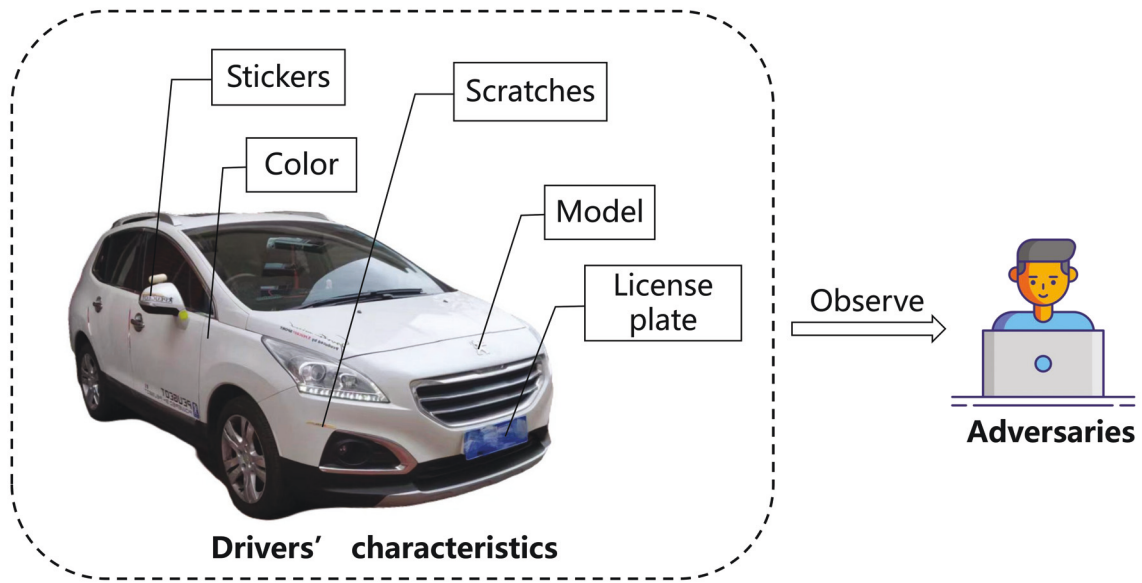 Stickers
Scratches
Color
Model
License
plate
Observe
Adversaries
Drivers’ characteristics